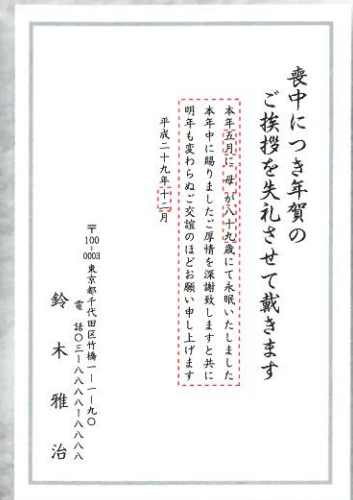 喪中につき年賀の
ご挨拶を失礼させて戴きます
本年五月に 母 が八十九歳にて永眠いたしました
本年中に賜りましたご厚情を深謝致しますと共に
明年も変わらぬご交誼のほどお願い申し上げます
平成二十九年十二月
〒100-0003 東京都千代田区竹橋一ー一ー九〇
電 話〇三ー八八八八ー八八八八
鈴木雅治